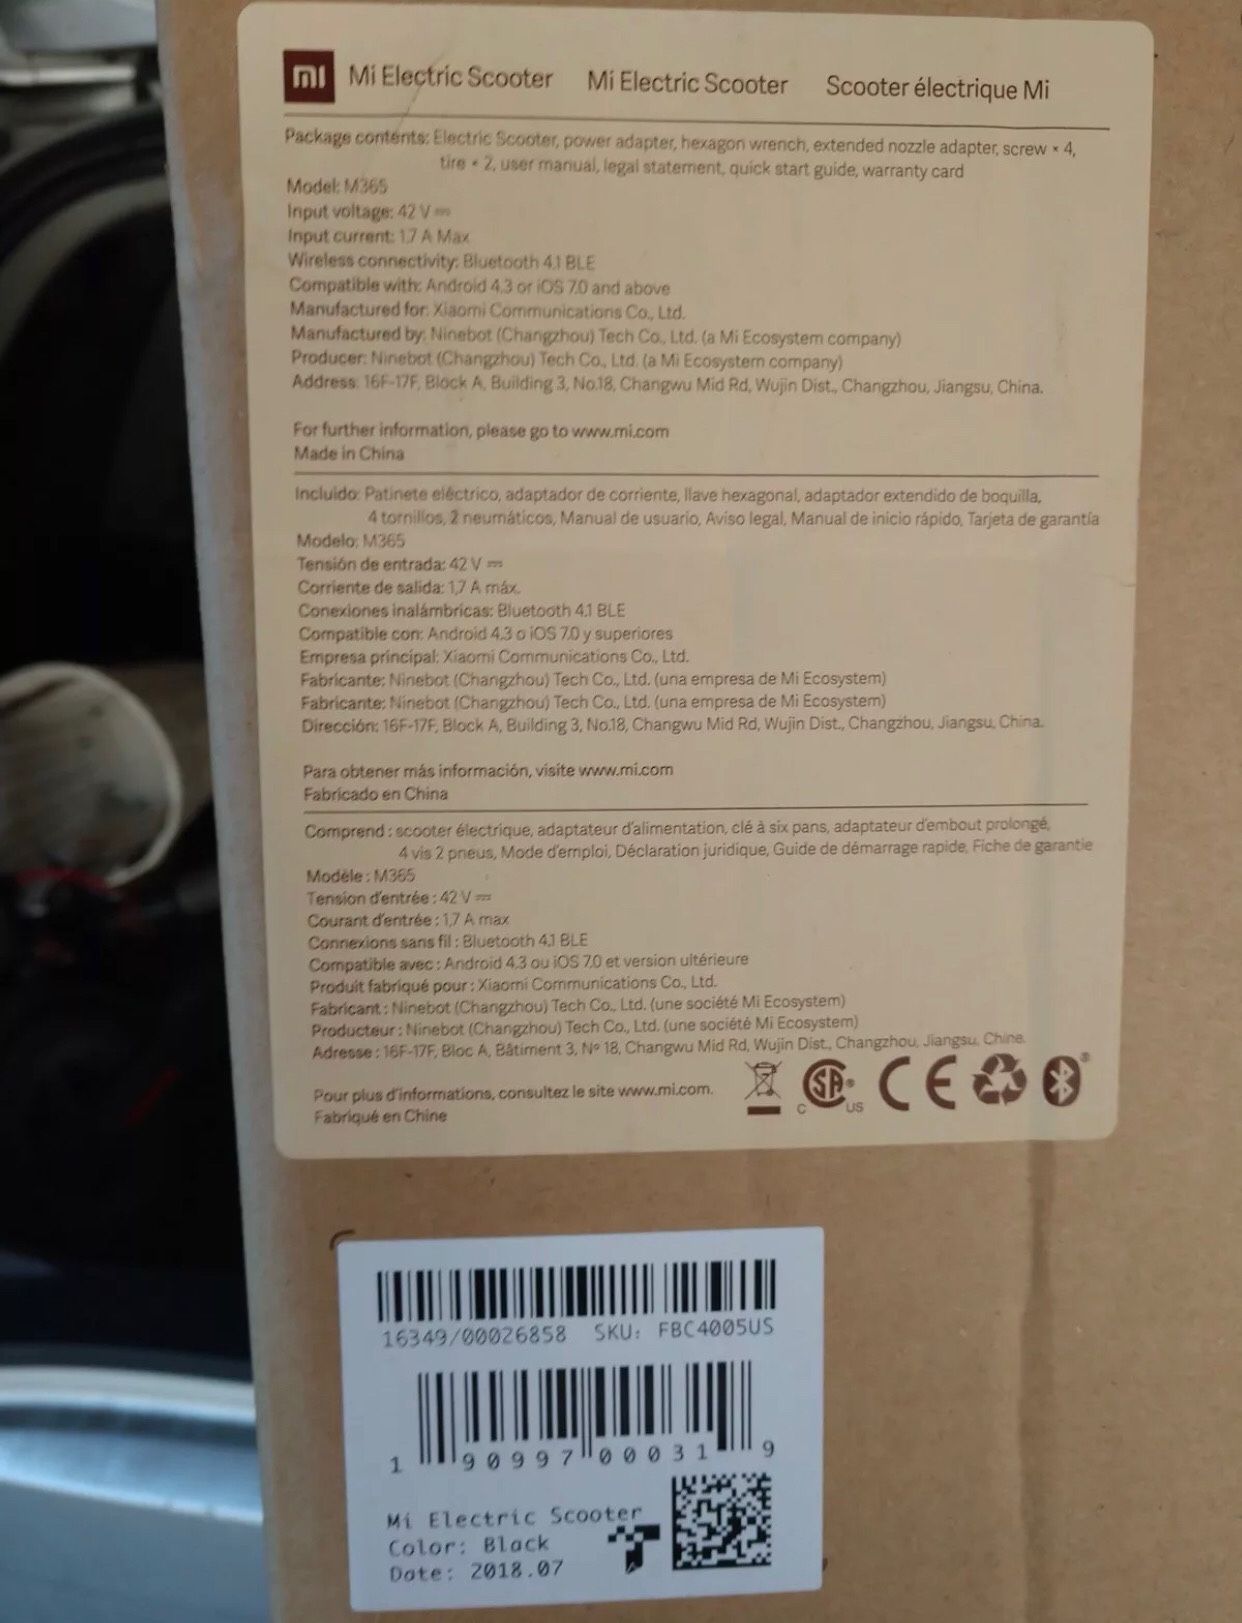 mi Mi Electric Scooter Mi Electric Scooter Scooter électrique Mi
Package contents: Electric Scooter, power adapter, hexagon wrench, extended nozzle adapter, screw × 4,
tire × 2, user manual, legal statement, quick start guide, warranty card
Model: M365
Input voltage: 42 V ⎓
Input current: 1.7 A Max
Wireless connectivity: Bluetooth 4.1 BLE
Compatible with: Android 4.3 or iOS 7.0 and above
Manufactured for: Xiaomi Communications Co., Ltd.
Manufactured by: Ninebot (Changzhou) Tech Co., Ltd. (a Mi Ecosystem company)
Producer: Ninebot (Changzhou) Tech Co., Ltd. (a Mi Ecosystem company)
Address: 16F-17F, Block A, Building 3, No.18, Changwu Mid Rd, Wujin Dist., Changzhou, Jiangsu, China.
For further information, please go to www.mi.com
Made in China
Incluido: Patinete eléctrico, adaptador de corriente, llave hexagonal, adaptador extendido de boquilla,
4 tornillos, 2 neumáticos, Manual de usuario, Aviso legal, Manual de inicio rápido, Tarjeta de garantía
Modelo: M365
Tensión de entrada: 42 V ⎓
Corriente de salida: 1,7 A máx.
Conexiones inalámbricas: Bluetooth 4.1 BLE
Compatible con: Android 4.3 o iOS 7.0 y superiores
Empresa principal: Xiaomi Communications Co., Ltd.
Fabricante: Ninebot (Changzhou) Tech Co., Ltd. (una empresa de Mi Ecosystem)
Fabricante: Ninebot (Changzhou) Tech Co., Ltd. (una empresa de Mi Ecosystem)
Dirección: 16F-17F, Block A, Building 3, No.18, Changwu Mid Rd, Wujin Dist., Changzhou, Jiangsu, China.
Para obtener más información, visite www.mi.com
Fabricado en China
Comprend : scooter électrique, adaptateur d'alimentation, clé à six pans, adaptateur d'embout prolongé,
4 vis 2 pneus, Mode d'emploi, Déclaration juridique, Guide de démarrage rapide, Fiche de garantie
Modèle : M365
Tension d'entrée : 42 V ⎓
Courant d'entrée : 1,7 A max
Connexions sans fil : Bluetooth 4.1 BLE
Compatible avec : Android 4.3 ou iOS 7.0 et version ultérieure
Produit fabriqué pour : Xiaomi Communications Co., Ltd.
Fabricant : Ninebot (Changzhou) Tech Co., Ltd. (une société Mi Ecosystem)
Producteur : Ninebot (Changzhou) Tech Co., Ltd. (une société Mi Ecosystem)
Adresse : 16F-17F, Bloc A, Bâtiment 3, N° 18, Changwu Mid Rd, Wujin Dist., Changzhou, Jiangsu, Chine.
Pour plus d'informations, consultez le site www.mi.com.
Fabriqué en Chine
C SA® US CE ®
16349/00026858 SKU: FBC4005US
1 90997 00031 9
Mi Electric Scooter
Color: Black
Date: 2018.07